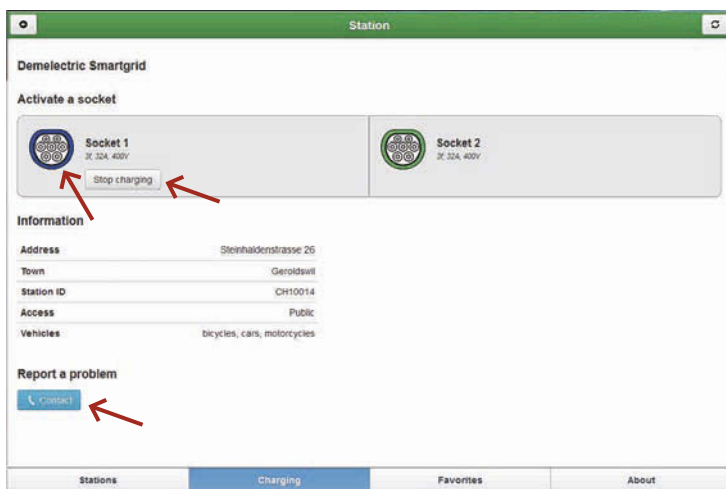 Station
Demelectric Smartgrid
Activate a socket
Socket 1
3f, 32A, 400V
Stop charging
Socket 2
3f, 32A, 400V
Information
Address Steinhaldenstrasse 26
Town Geroldswil
Station ID CH10014
Access Public
Vehicles bicycles, cars, motorcycles
Report a problem
Contact
Stations Charging Favorites About